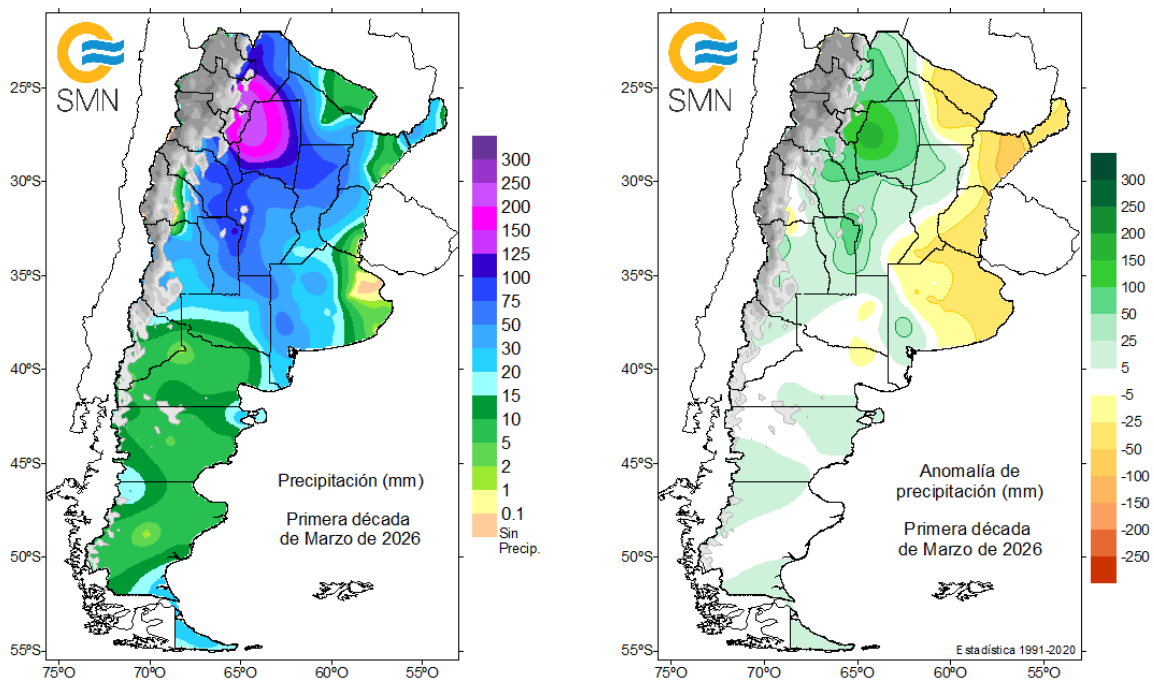 SMN
25ºS
30ºS
35ºS
40ºS
45ºS
50ºS
55ºS
75ºO
70ºO
65ºO
60ºO
55ºO
Precipitación (mm)
Primera década
de Marzo de 2026
300
250
200
150
125
100
75
50
30
20
15
10
5
2
1
0.1
Sin
Precip.
SMN
25ºS
30ºS
35ºS
40ºS
45ºS
50ºS
55ºS
75ºO
70ºO
65ºO
60ºO
55ºO
Anomalía de
precipitación (mm)
Primera década
de Marzo de 2026
Estadística 1991-2020
300
250
200
150
100
50
25
5
-5
-25
-50
-100
-150
-200
-250